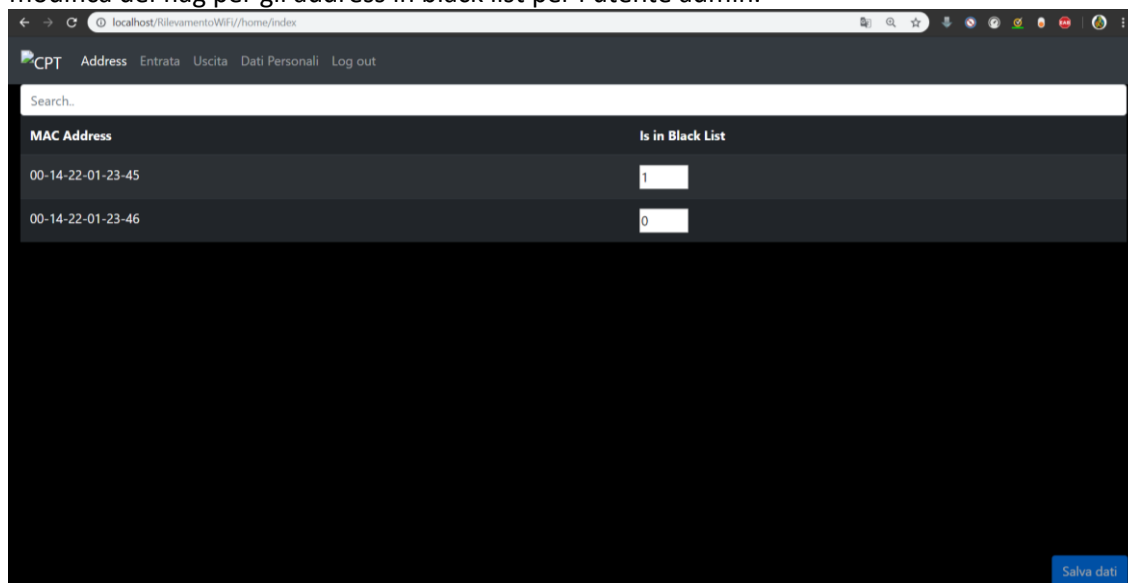 modifica del flag per gli address in black list per l'utente admin.
localhost/RilevamentoWiFi//home/index
CPT Address Entrata Uscita Dati Personali Log out
Search..
MAC Address Is in Black List
00-14-22-01-23-45 1
00-14-22-01-23-46 0
Salva dati